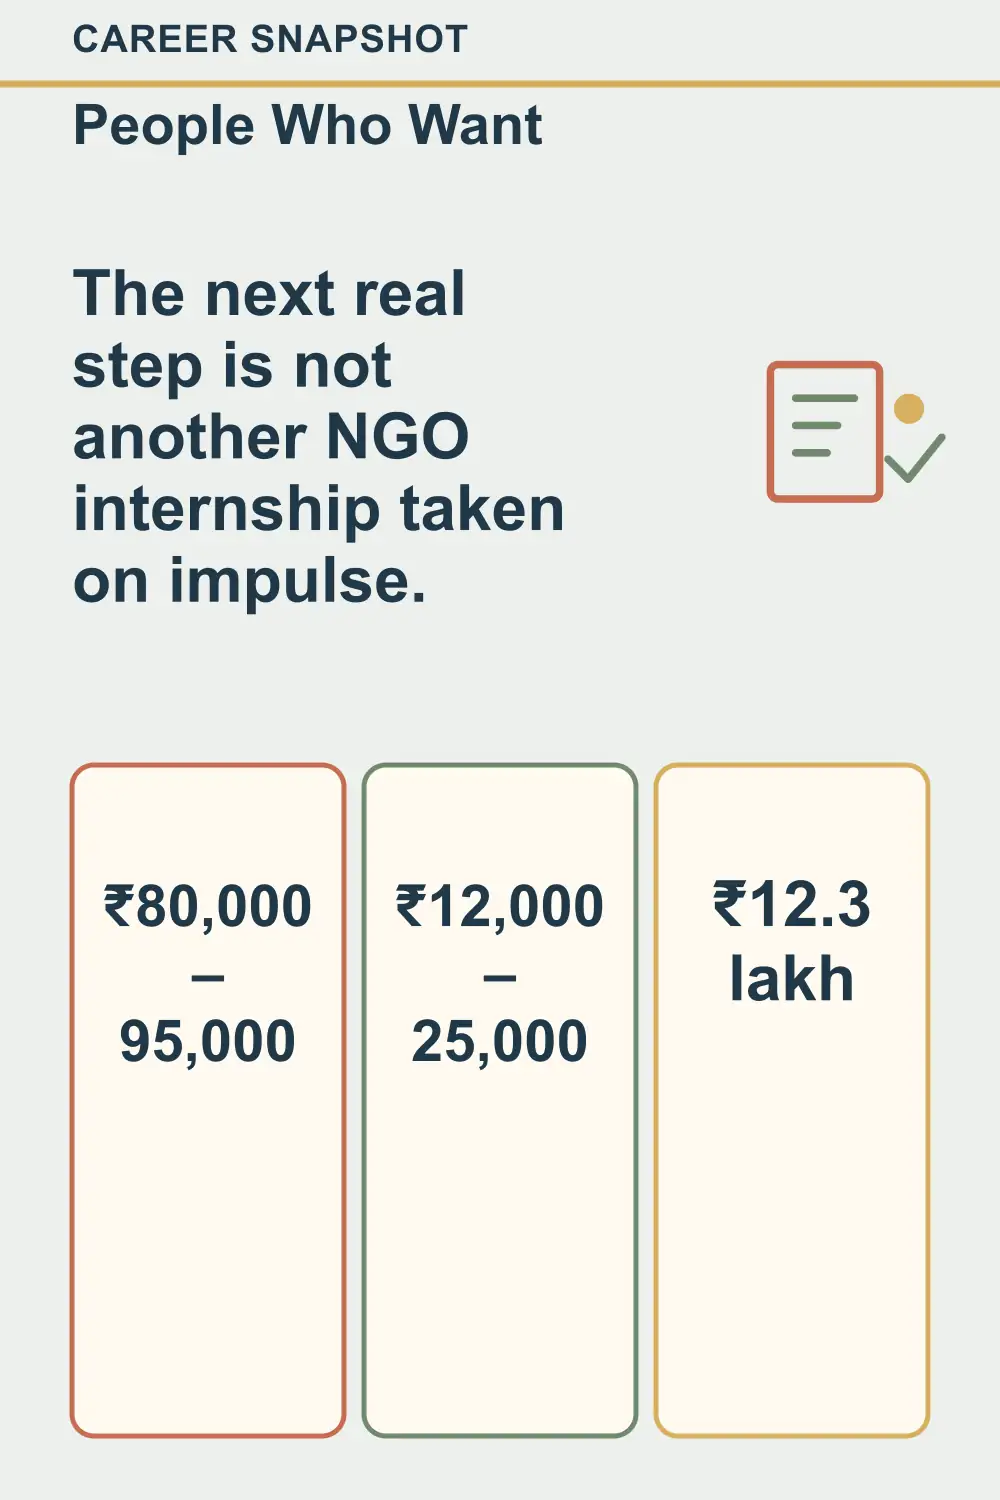 CAREER SNAPSHOT
People Who Want
The next real
step is not
another NGO
internship taken
on impulse.
₹80,000
–
95,000
₹12,000
–
25,000
₹12.3
lakh